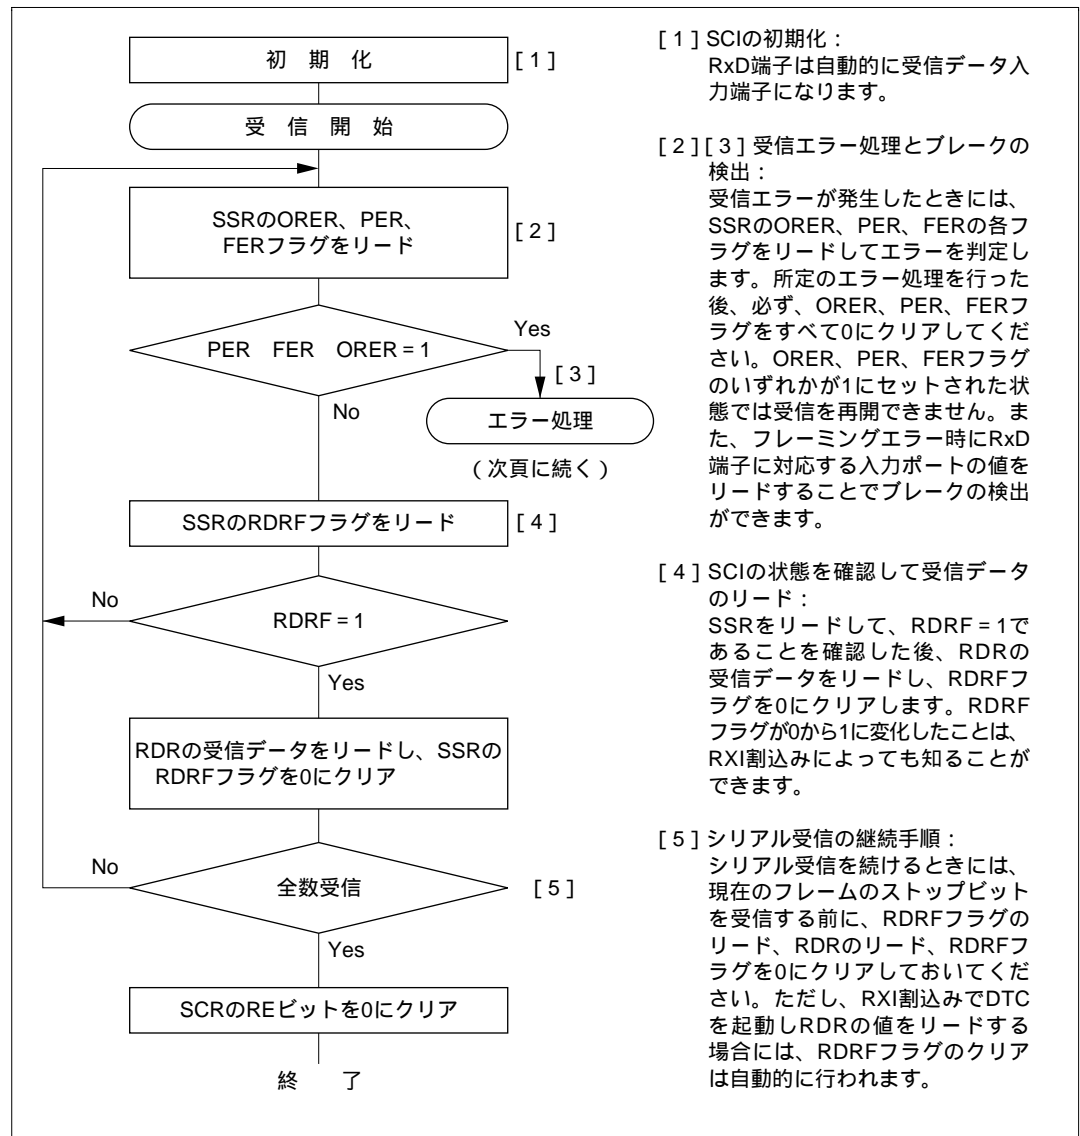 初　期　化
[ 1 ]
受　信　開　始
SSRのORER、PER、
FERフラグをリード
[ 2 ]
PER　FER　ORER = 1
Yes
[ 3 ]
No
エラー処理
（次頁に続く）
SSRのRDRFフラグをリード
[ 4 ]
No
RDRF = 1
Yes
RDRの受信データをリードし、SSRの
RDRFフラグを0にクリア
No
全数受信
[ 5 ]
Yes
SCRのREビットを0にクリア
終　　了
[ 1 ] SCIの初期化：
RxD端子は自動的に受信データ入
力端子になります。
[ 2 ] [ 3 ] 受信エラー処理とブレークの
検出：
受信エラーが発生したときには、
SSRのORER、PER、FERの各フ
ラグをリードしてエラーを判定し
ます。所定のエラー処理を行った
後、必ず、ORER、PER、FERフ
ラグをすべて0にクリアしてくだ
さい。ORER、PER、FERフラグ
のいずれかが1にセットされた状
態では受信を再開できません。ま
た、フレーミングエラー時にRxD
端子に対応する入力ポートの値を
リードすることでブレークの検出
ができます。
[ 4 ] SCIの状態を確認して受信データ
のリード：
SSRをリードして、RDRF = 1で
あることを確認した後、RDRの
受信データをリードし、RDRFフ
ラグを0にクリアします。RDRF
フラグが0から1に変化したことは、
RXI割込みによっても知ることが
できます。
[ 5 ] シリアル受信の継続手順：
シリアル受信を続けるときには、
現在のフレームのストップビット
を受信する前に、RDRFフラグの
リード、RDRのリード、RDRFフ
ラグを0にクリアしておいてくだ
さい。ただし、RXI割込みでDTC
を起動しRDRの値をリードする
場合には、RDRFフラグのクリア
は自動的に行われます。